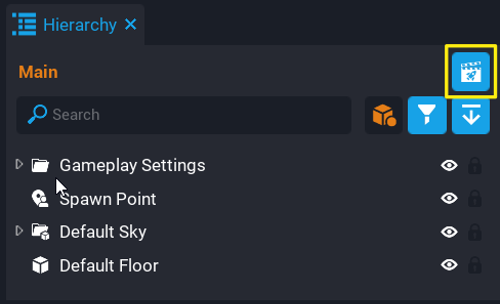 Hierarchy
Main
Search
Gameplay Settings
Spawn Point
Default Sky
Default Floor